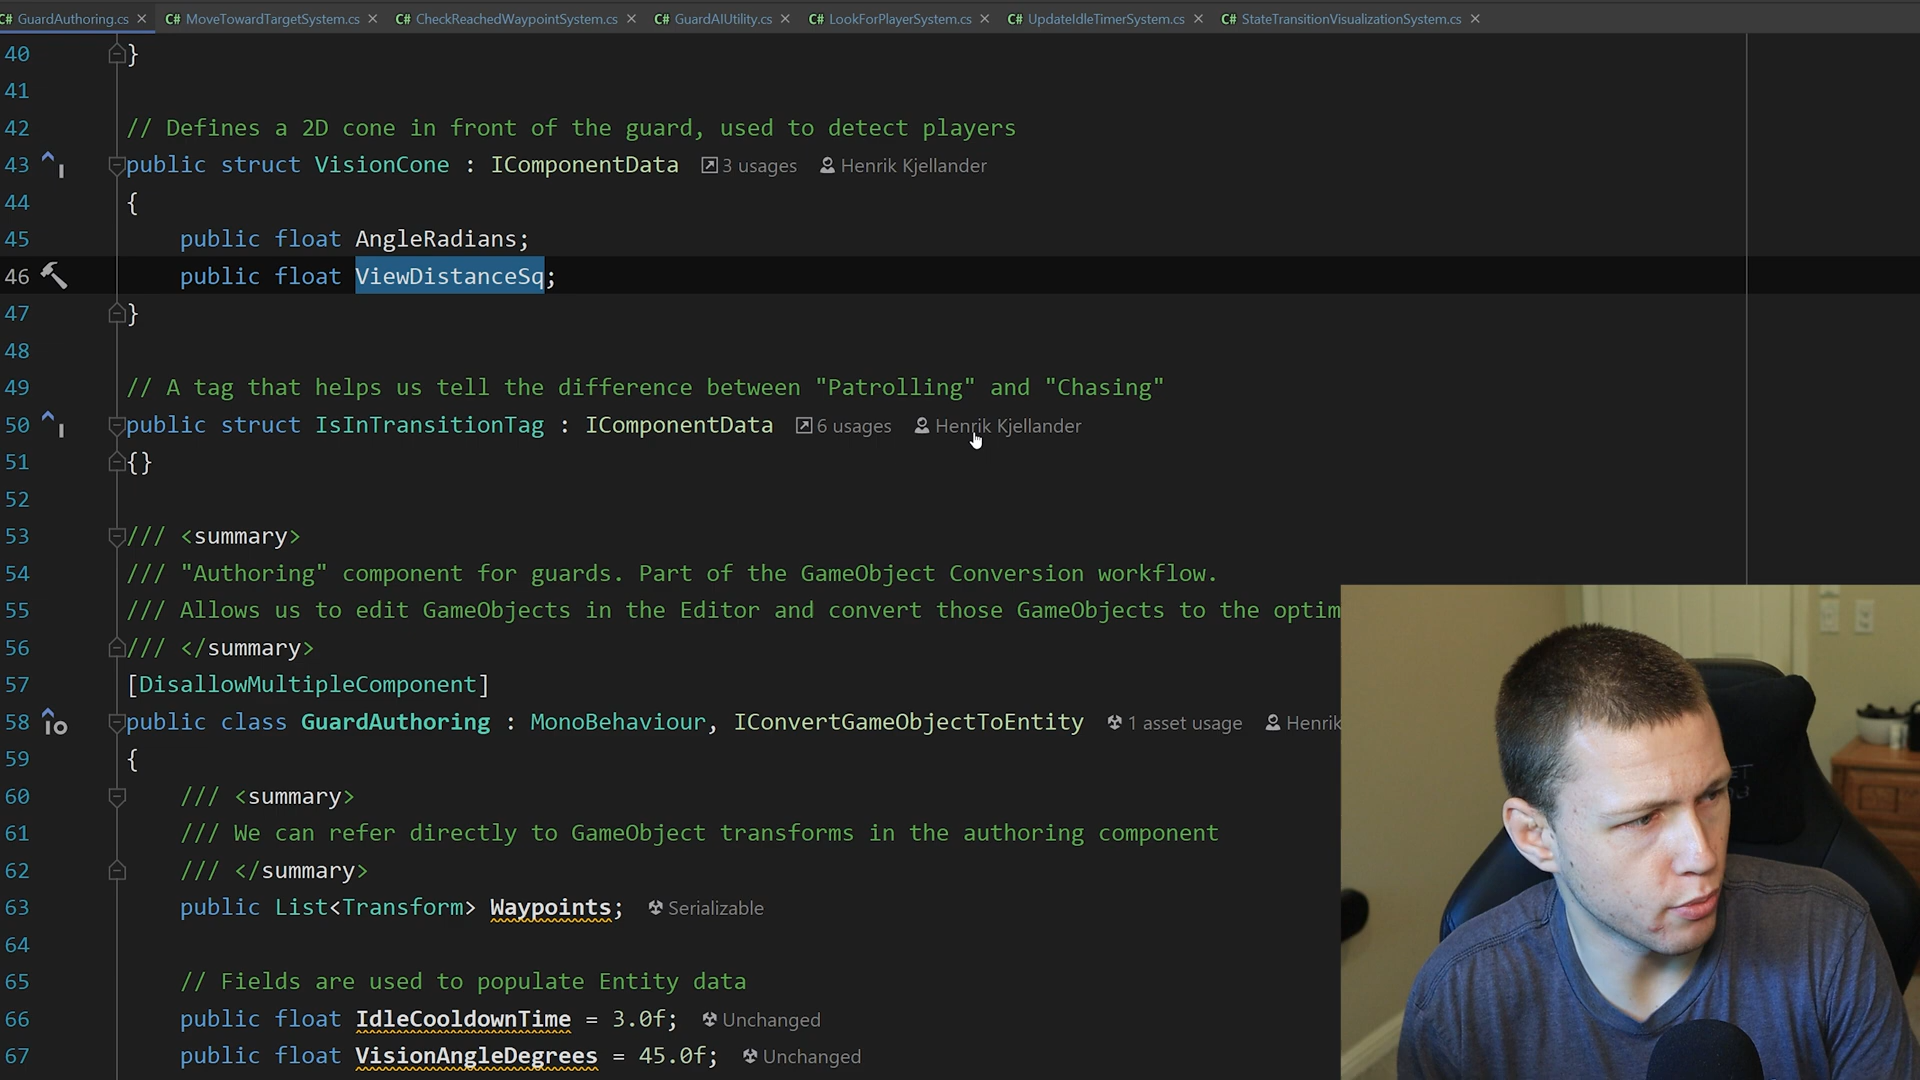 GuardAuthoring.cs C# MoveTowardTargetSystem.cs C# CheckReachedWaypointSystem.cs C# GuardAIUtility.cs C# LookForPlayerSystem.cs C# UpdateIdleTimerSystem.cs C# StateTransitionVisualizationSystem.cs
40 }
41
42 // Defines a 2D cone in front of the guard, used to detect players
43 public struct VisionCone : IComponentData 3 usages Henrik Kjellander
44 {
45 public float AngleRadians;
46 public float ViewDistanceSq;
47 }
48
49 // A tag that helps us tell the difference between "Patrolling" and "Chasing"
50 public struct IsInTransitionTag : IComponentData 6 usages Henrik Kjellander
51 {}
52
53 /// <summary>
54 /// "Authoring" component for guards. Part of the GameObject Conversion workflow.
55 /// Allows us to edit GameObjects in the Editor and convert those GameObjects to the optim
56 /// </summary>
57 [DisallowMultipleComponent]
58 public class GuardAuthoring : MonoBehaviour, IConvertGameObjectToEntity 1 asset usage Henrik
59 {
60 /// <summary>
61 /// We can refer directly to GameObject transforms in the authoring component
62 /// </summary>
63 public List<Transform> Waypoints; Serializable
64
65 // Fields are used to populate Entity data
66 public float IdleCooldownTime = 3.0f; Unchanged
67 public float VisionAngleDegrees = 45.0f; Unchanged